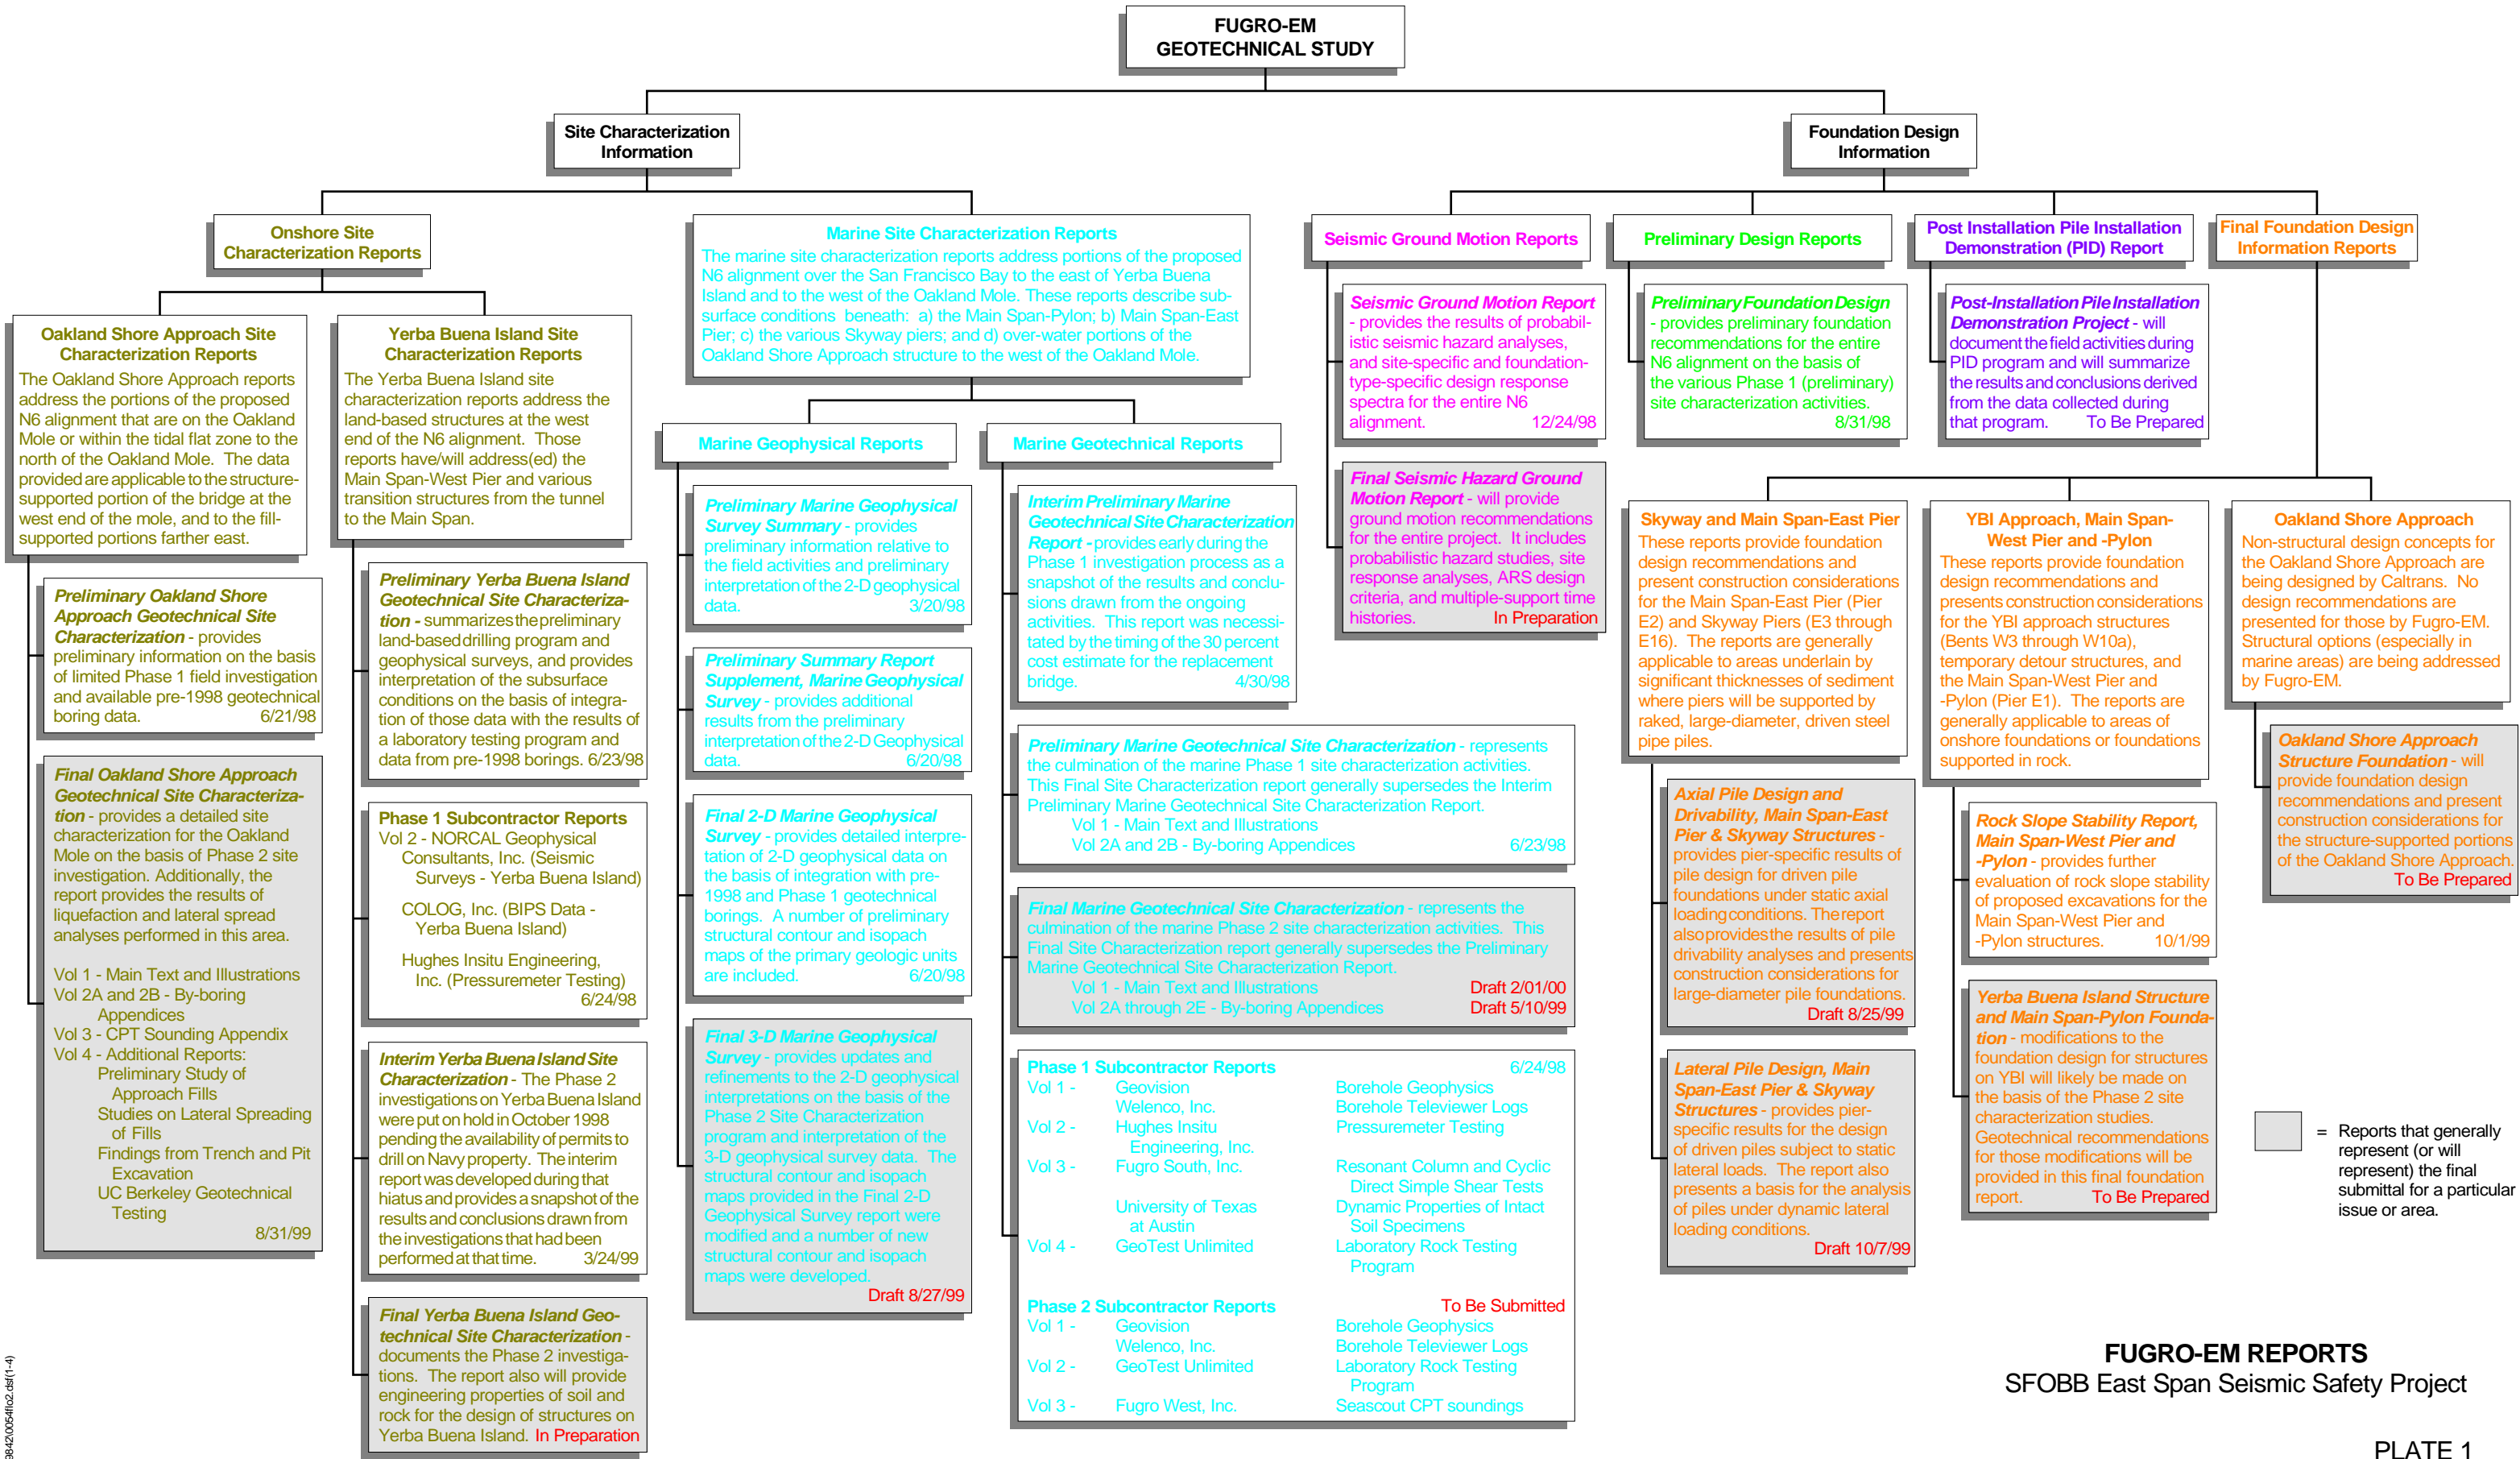 FUGRO-EM
GEOTECHNICAL STUDY
Site Characterization
Information
Foundation Design
Information
Onshore Site
Characterization Reports
Oakland Shore Approach Site
Characterization Reports
The Oakland Shore Approach reports
address the portions of the proposed
N6 alignment that are on the Oakland
Mole or within the tidal flat zone to the
north of the Oakland Mole. The data
provided are applicable to the structure-
supported portion of the bridge at the
west end of the mole, and to the fill-
supported portions farther east.
Preliminary Oakland Shore
Approach Geotechnical Site
Characterization - provides
preliminary information on the basis
of limited Phase 1 field investigation
and available pre-1998 geotechnical
boring data. 6/21/98
Final Oakland Shore Approach
Geotechnical Site Characteriza-
tion - provides a detailed site
characterization for the Oakland
Mole on the basis of Phase 2 site
investigation. Additionally, the
report provides the results of
liquefaction and lateral spread
analyses performed in this area.
Vol 1 - Main Text and Illustrations
Vol 2A and 2B - By-boring
Appendices
Vol 3 - CPT Sounding Appendix
Vol 4 - Additional Reports:
Preliminary Study of
Approach Fills
Studies on Lateral Spreading
of Fills
Findings from Trench and Pit
Excavation
UC Berkeley Geotechnical
Testing
8/31/99
Yerba Buena Island Site
Characterization Reports
The Yerba Buena Island site
characterization reports address the
land-based structures at the west
end of the N6 alignment. Those
reports have/will address(ed) the
Main Span-West Pier and various
transition structures from the tunnel
to the Main Span.
Preliminary Yerba Buena Island
Geotechnical Site Characteriza-
tion - summarizes the preliminary
land-based drilling program and
geophysical surveys, and provides
interpretation of the subsurface
conditions on the basis of integra-
tion of those data with the results of
a laboratory testing program and
data from pre-1998 borings. 6/23/98
Phase 1 Subcontractor Reports
Vol 2 - NORCAL Geophysical
Consultants, Inc. (Seismic
Surveys - Yerba Buena Island)
COLOG, Inc. (BIPS Data -
Yerba Buena Island)
Hughes Insitu Engineering,
Inc. (Pressuremeter Testing)
6/24/98
Interim Yerba Buena Island Site
Characterization - The Phase 2
investigations on Yerba Buena Island
were put on hold in October 1998
pending the availability of permits to
drill on Navy property. The interim
report was developed during that
hiatus and provides a snapshot of the
results and conclusions drawn from
the investigations that had been
performed at that time. 3/24/99
Final Yerba Buena Island Geo-
technical Site Characterization -
documents the Phase 2 investiga-
tions. The report also will provide
engineering properties of soil and
rock for the design of structures on
Yerba Buena Island. In Preparation
Marine Site Characterization Reports
The marine site characterization reports address portions of the proposed
N6 alignment over the San Francisco Bay to the east of Yerba Buena
Island and to the west of the Oakland Mole. These reports describe sub-
surface conditions beneath: a) the Main Span-Pylon; b) Main Span-East
Pier; c) the various Skyway piers; and d) over-water portions of the
Oakland Shore Approach structure to the west of the Oakland Mole.
Marine Geophysical Reports
Preliminary Marine Geophysical
Survey Summary - provides
preliminary information relative to
the field activities and preliminary
interpretation of the 2-D geophysical
data. 3/20/98
Preliminary Summary Report
Supplement, Marine Geophysical
Survey - provides additional
results from the preliminary
interpretation of the 2-D Geophysical
data. 6/20/98
Final 2-D Marine Geophysical
Survey - provides detailed interpre-
tation of 2-D geophysical data on
the basis of integration with pre-
1998 and Phase 1 geotechnical
borings. A number of preliminary
structural contour and isopach
maps of the primary geologic units
are included. 6/20/98
Final 3-D Marine Geophysical
Survey - provides updates and
refinements to the 2-D geophysical
interpretations on the basis of the
Phase 2 Site Characterization
program and interpretation of the
3-D geophysical survey data. The
structural contour and isopach
maps provided in the Final 2-D
Geophysical Survey report were
modified and a number of new
structural contour and isopach
maps were developed.
Draft 8/27/99
Marine Geotechnical Reports
Interim Preliminary Marine
Geotechnical Site Characterization
Report - provides early during the
Phase 1 investigation process as a
snapshot of the results and conclu-
sions drawn from the ongoing
activities. This report was necessi-
tated by the timing of the 30 percent
cost estimate for the replacement
bridge. 4/30/98
Preliminary Marine Geotechnical Site Characterization - represents
the culmination of the marine Phase 1 site characterization activities.
This Final Site Characterization report generally supersedes the Interim
Preliminary Marine Geotechnical Site Characterization Report.
Vol 1 - Main Text and Illustrations
Vol 2A and 2B - By-boring Appendices 6/23/98
Final Marine Geotechnical Site Characterization - represents the
culmination of the marine Phase 2 site characterization activities. This
Final Site Characterization report generally supersedes the Preliminary
Marine Geotechnical Site Characterization Report.
Vol 1 - Main Text and Illustrations Draft 2/01/00
Vol 2A through 2E - By-boring Appendices Draft 5/10/99
Phase 1 Subcontractor Reports 6/24/98
Vol 1 - Geovision Borehole Geophysics
Welenco, Inc. Borehole Televiewer Logs
Vol 2 - Hughes Insitu Pressuremeter Testing
Engineering, Inc.
Vol 3 - Fugro South, Inc. Resonant Column and Cyclic
Direct Simple Shear Tests
University of Texas Dynamic Properties of Intact
at Austin Soil Specimens
Vol 4 - GeoTest Unlimited Laboratory Rock Testing
Program
Phase 2 Subcontractor Reports To Be Submitted
Vol 1 - Geovision Borehole Geophysics
Welenco, Inc. Borehole Televiewer Logs
Vol 2 - GeoTest Unlimited Laboratory Rock Testing
Program
Vol 3 - Fugro West, Inc. Seascout CPT soundings
Seismic Ground Motion Reports
Seismic Ground Motion Report
- provides the results of probabil-
istic seismic hazard analyses,
and site-specific and foundation-
type-specific design response
spectra for the entire N6
alignment. 12/24/98
Final Seismic Hazard Ground
Motion Report - will provide
ground motion recommendations
for the entire project. It includes
probabilistic hazard studies, site
response analyses, ARS design
criteria, and multiple-support time
histories. In Preparation
Preliminary Design Reports
Preliminary Foundation Design
- provides preliminary foundation
recommendations for the entire
N6 alignment on the basis of
the various Phase 1 (preliminary)
site characterization activities.
8/31/98
Post Installation Pile Installation
Demonstration (PID) Report
Post-Installation Pile Installation
Demonstration Project - will
document the field activities during
PID program and will summarize
the results and conclusions derived
from the data collected during
that program. To Be Prepared
Final Foundation Design
Information Reports
Skyway and Main Span-East Pier
These reports provide foundation
design recommendations and
present construction considerations
for the Main Span-East Pier (Pier
E2) and Skyway Piers (E3 through
E16). The reports are generally
applicable to areas underlain by
significant thicknesses of sediment
where piers will be supported by
raked, large-diameter, driven steel
pipe piles.
Axial Pile Design and
Drivability, Main Span-East
Pier & Skyway Structures -
provides pier-specific results of
pile design for driven pile
foundations under static axial
loading conditions. The report
also provides the results of pile
drivability analyses and presents
construction considerations for
large-diameter pile foundations.
Draft 8/25/99
Lateral Pile Design, Main
Span-East Pier & Skyway
Structures - provides pier-
specific results for the design
of driven piles subject to static
lateral loads. The report also
presents a basis for the analysis
of piles under dynamic lateral
loading conditions.
Draft 10/7/99
YBI Approach, Main Span-
West Pier and -Pylon
These reports provide foundation
design recommendations and
presents construction considerations
for the YBI approach structures
(Bents W3 through W10a),
temporary detour structures, and
the Main Span-West Pier and
-Pylon (Pier E1). The reports are
generally applicable to areas of
onshore foundations or foundations
supported in rock.
Rock Slope Stability Report,
Main Span-West Pier and
-Pylon - provides further
evaluation of rock slope stability
of proposed excavations for the
Main Span-West Pier and
-Pylon structures. 10/1/99
Yerba Buena Island Structure
and Main Span-Pylon Founda-
tion - modifications to the
foundation design for structures
on YBI will likely be made on
the basis of the Phase 2 site
characterization studies.
Geotechnical recommendations
for those modifications will be
provided in this final foundation
report. To Be Prepared
Oakland Shore Approach
Non-structural design concepts for
the Oakland Shore Approach are
being designed by Caltrans. No
design recommendations are
presented for those by Fugro-EM.
Structural options (especially in
marine areas) are being addressed
by Fugro-EM.
Oakland Shore Approach
Structure Foundation - will
provide foundation design
recommendations and present
construction considerations for
the structure-supported portions
of the Oakland Shore Approach.
To Be Prepared
= Reports that generally
represent (or will
represent) the final
submittal for a particular
issue or area.
FUGRO-EM REPORTS
SFOBB East Span Seismic Safety Project
PLATE 1
9842\0054flo2.dsf(1-4)